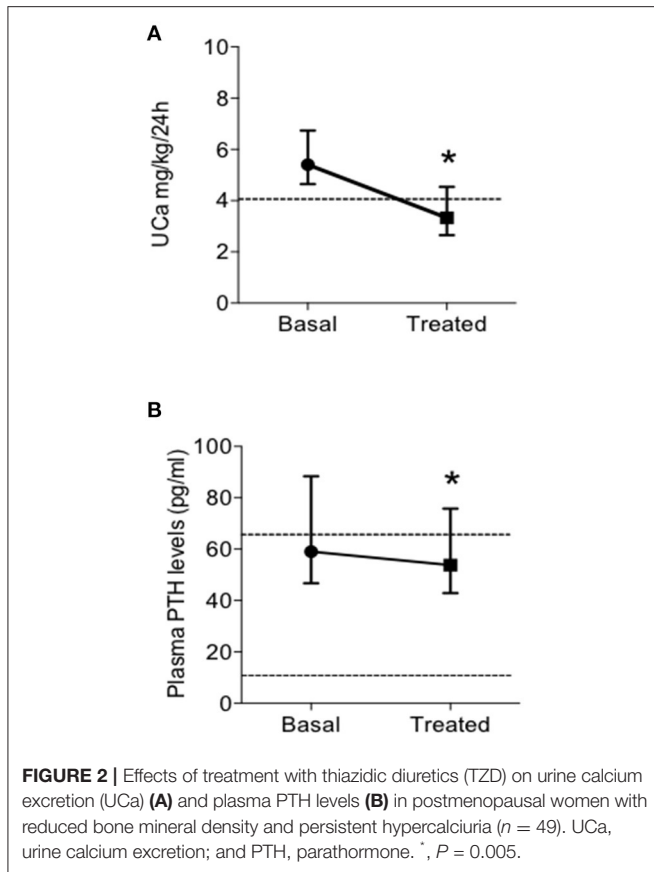 A
10
8
6
4
2
0
UCa mg/kg/24h
*
Basal Treated
B
100
80
60
40
20
0
Plasma PTH levels (pg/ml)
*
Basal Treated
FIGURE 2 | Effects of treatment with thiazidic diuretics (TZD) on urine calcium
excretion (UCa) (A) and plasma PTH levels (B) in postmenopausal women with
reduced bone mineral density and persistent hypercalciuria (n = 49). UCa,
urine calcium excretion; and PTH, parathormone. *, P = 0.005.